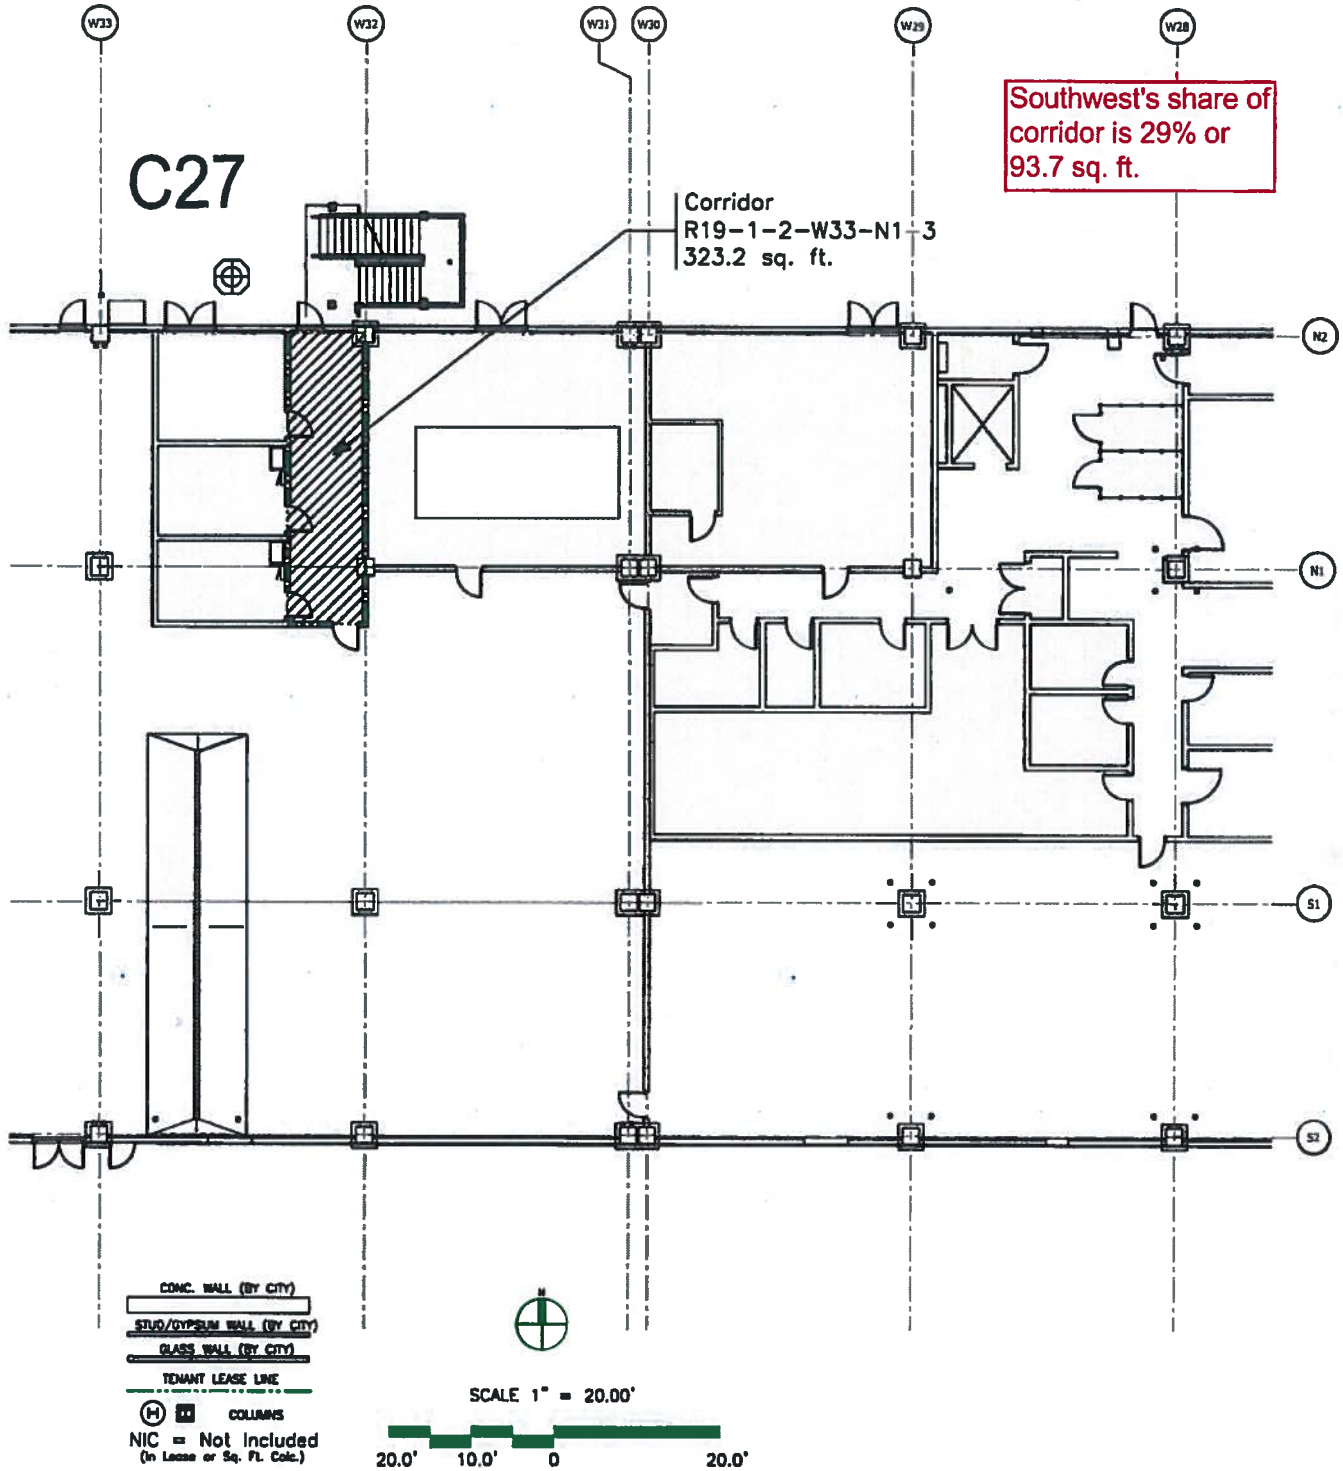 W33
W32
W31
W30
W29
W28
Southwest's share of
corridor is 29% or
93.7 sq. ft.
C27
Corridor
R19-1-2-W33-N1-3
323.2 sq. ft.
N2
N1
S1
S2
CONC. WALL (BY CITY)
STUD/GYPSUM WALL (BY CITY)
GLASS WALL (BY CITY)
TENANT LEASE LINE
H COLUMNS
NIC = Not Included
(In Lease or Sq. Ft. Calc.)
N
SCALE 1" = 20.00'
20.0' 10.0' 0 20.0'